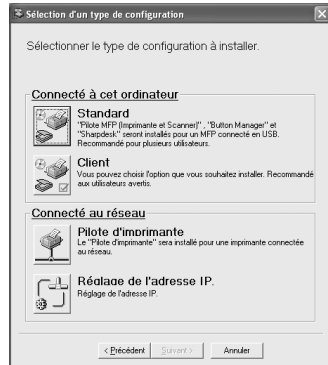 Sélection d'un type de configuration
Sélectionner le type de configuration à installer.
Connecté à cet ordinateur
Standard
"Pilote MFP (Imprimante et Scanner)" , "Button Manager" et
"Sharpdesk" seront installés pour un MFP connecté en USB.
Recommandé pour plusieurs utilisateurs.
Client
Vous pouvez choisir l'option que vous souhaitez installer. Recommandé
aux utilisateurs avertis.
Connecté au réseau
Pilote d'imprimante
Le "Pilote d'imprimante" sera installé pour une imprimante connectée
au réseau.
Réglage de l'adresse IP.
Réglage de l'adresse IP.
< Précédent Suivant > Annuler